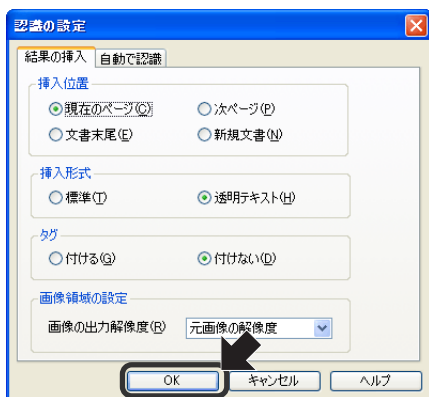 認識の設定
結果の挿入 自動で認識
挿入位置
現在のページ(C) 次ページ(P)
文書末尾(E) 新規文書(N)
挿入形式
標準(T) 透明テキスト(H)
タグ
付ける(G) 付けない(D)
画像領域の設定
画像の出力解像度(R) 元画像の解像度
OK キャンセル ヘルプ